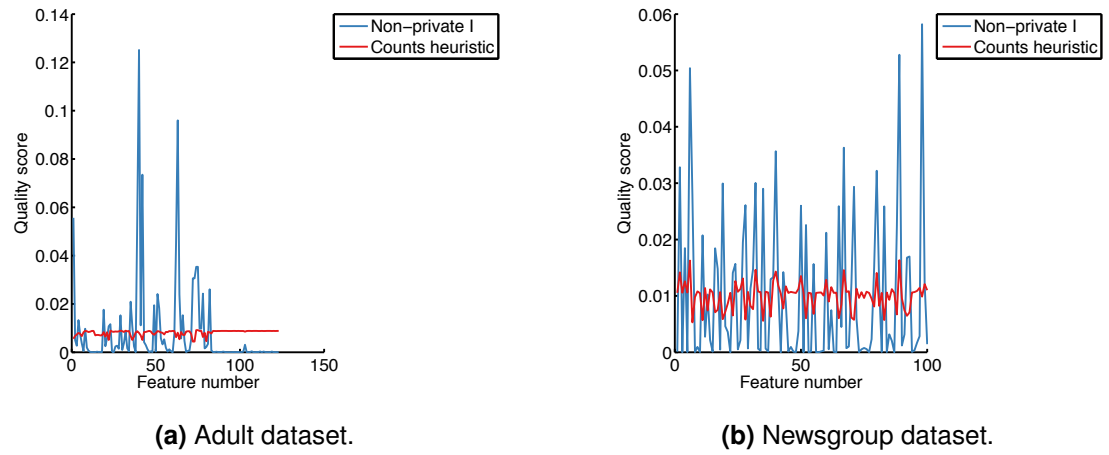 0.14
0.12
0.1
0.08
0.06
0.04
0.02
0
0
50
100
150
Quality score
Feature number
Non−private I
Counts heuristic
(a) Adult dataset.
0.06
0.05
0.04
0.03
0.02
0.01
0
0
50
100
Quality score
Feature number
Non−private I
Counts heuristic
(b) Newsgroup dataset.